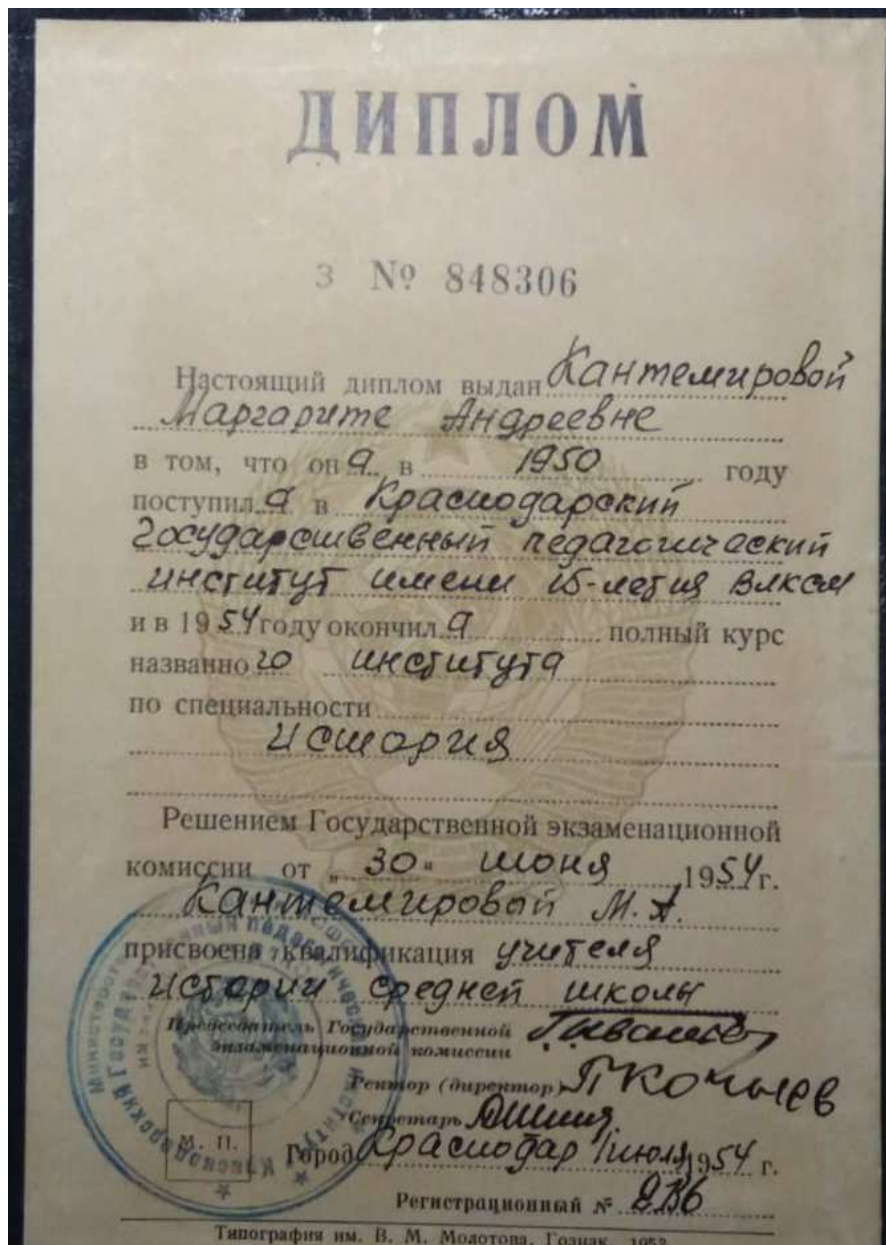 ДИПЛОМ
З № 848306
Настоящий диплом выдан Кантемировой
Маргарите Андреевне
в том, что она в 1950 году
поступила в Краснодарский
государственный педагогический
институт имени 15-летия ВЛКСМ
и в 1954 году окончила полный курс
названного института
по специальности
История
Решением Государственной экзаменационной
комиссии от „30“ июня 1954 г.
Кантемировой М. А.
присвоена квалификация учителя
истории средней школы
Председатель Государственной
экзаменационной комиссии
Ректор (директор)
Секретарь
М. П.
Город Краснодар 1 июля 1954 г.
Регистрационный №
Типография им. В. М. Молотова. Гознак. 1953